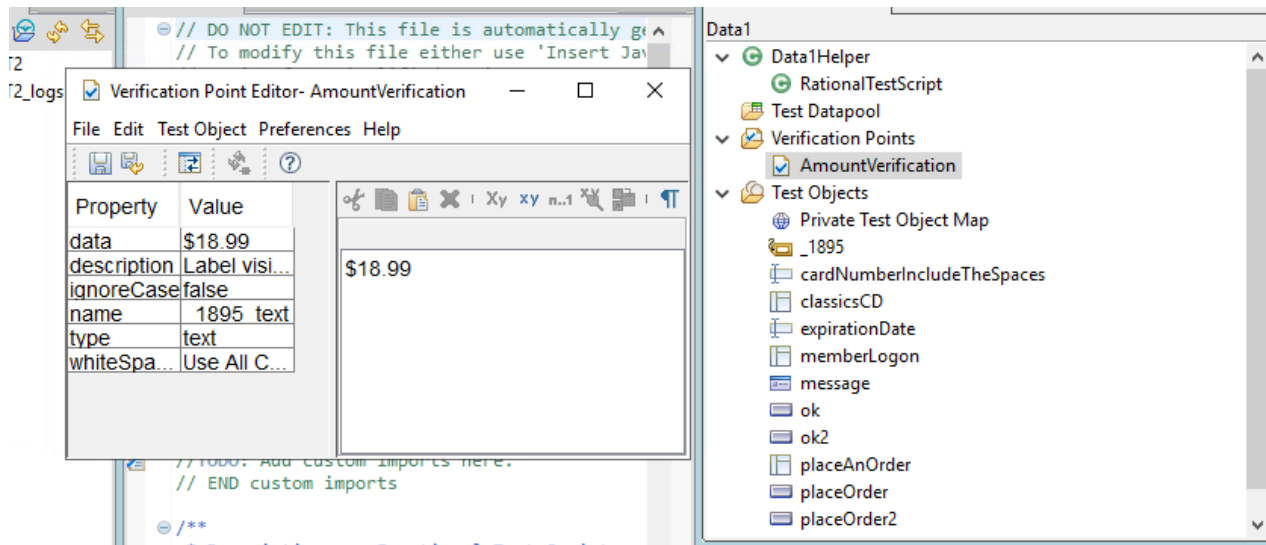 // DO NOT EDIT: This file is automatically ge
// To modify this file either use 'Insert Jav
T2
T2_logs
Verification Point Editor- AmountVerification
File Edit Test Object Preferences Help
Property Value
data $18.99
description Label visi...
ignoreCase false
name _1895_text
type text
whiteSpa... Use All C...
Xy xy n..1
$18.99
//TODO: Add custom imports here.
// END custom imports
/**
Data1
Data1Helper
RationalTestScript
Test Datapool
Verification Points
AmountVerification
Test Objects
Private Test Object Map
_1895
cardNumberIncludeTheSpaces
classicsCD
expirationDate
memberLogon
message
ok
ok2
placeAnOrder
placeOrder
placeOrder2